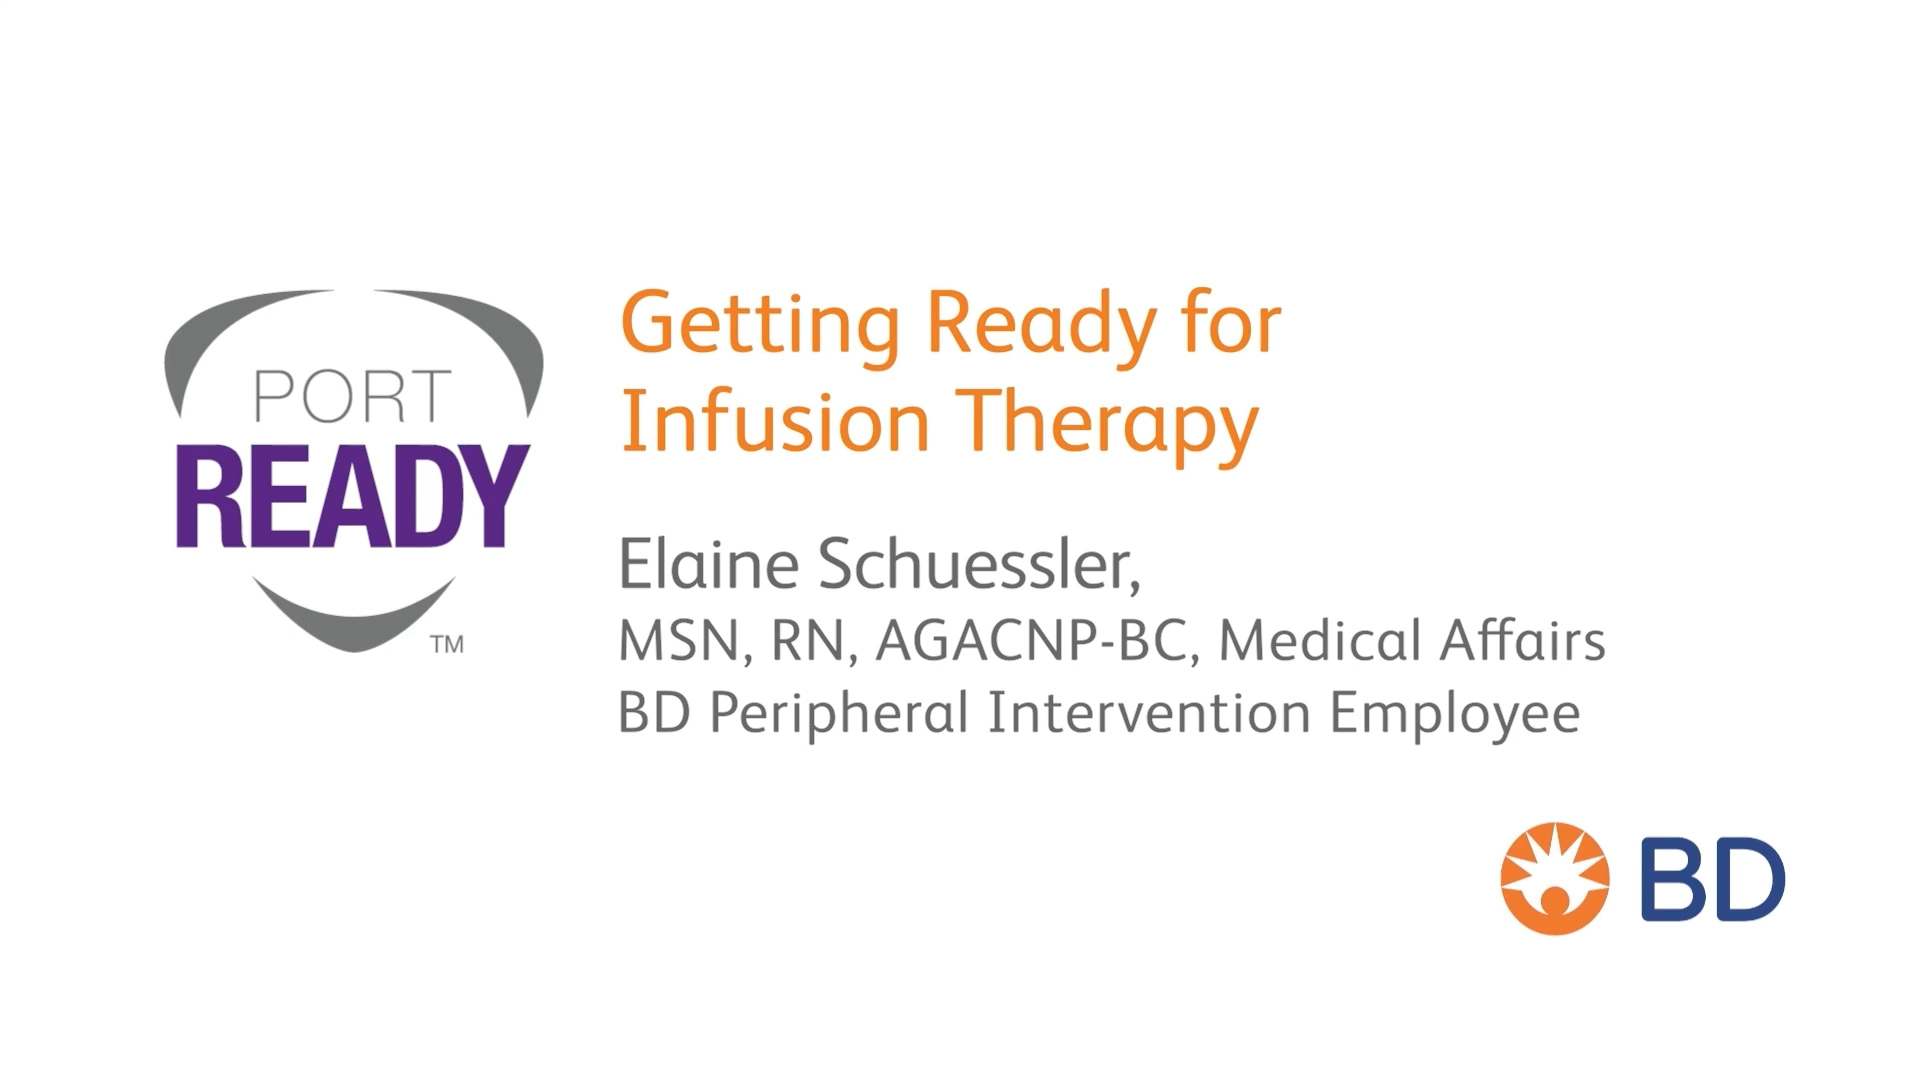 PORT
READY
TM
Getting Ready for
Infusion Therapy
Elaine Schuessler,
MSN, RN, AGACNP-BC, Medical Affairs
BD Peripheral Intervention Employee
BD